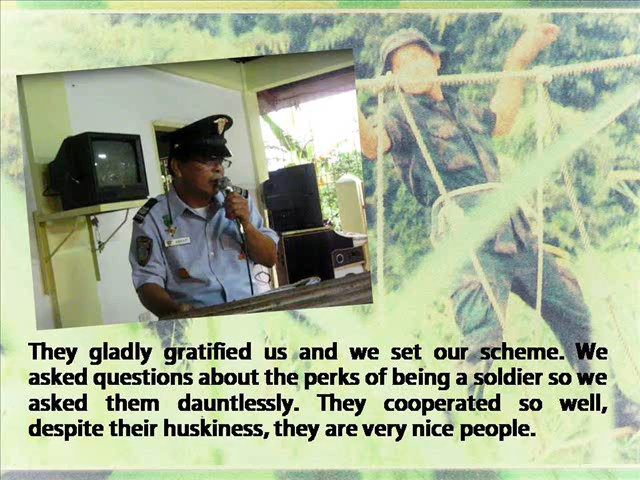 They gladly gratified us and we set our scheme. We
asked questions about the perks of being a soldier so we
asked them dauntlessly. They cooperated so well,
despite their huskiness, they are very nice people.